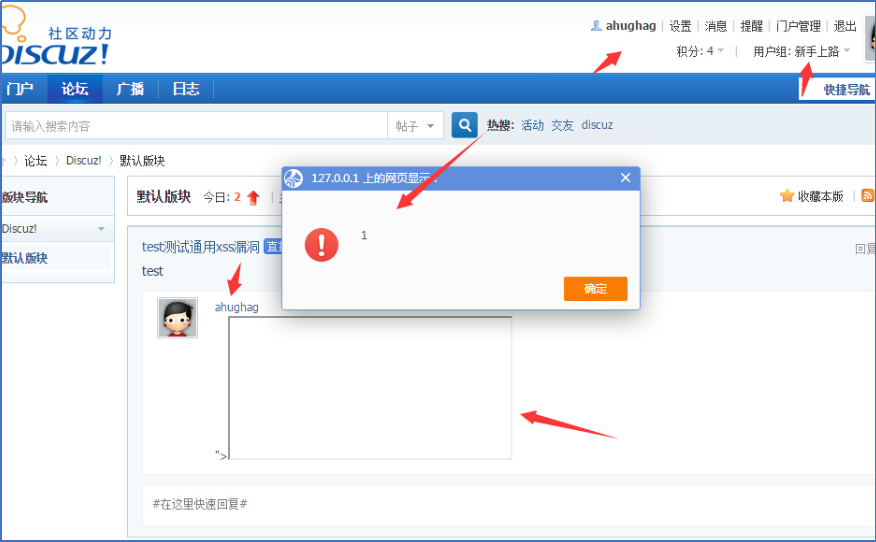 社区动力
DISCUZ!
ahughag 设置 消息 提醒 门户管理 退出
积分: 4 用户组: 新手上路
门户 论坛 广播 日志 快捷导航
请输入搜索内容 帖子 热搜: 活动 交友 discuz
论坛 Discuz! 默认版块
版块导航
Discuz!
默认版块
默认版块 今日: 2 收藏本版
127.0.0.1 上的网页显示:
1
确定
test测试通用xss漏洞
test
ahughag
">
#在这里快速回复#